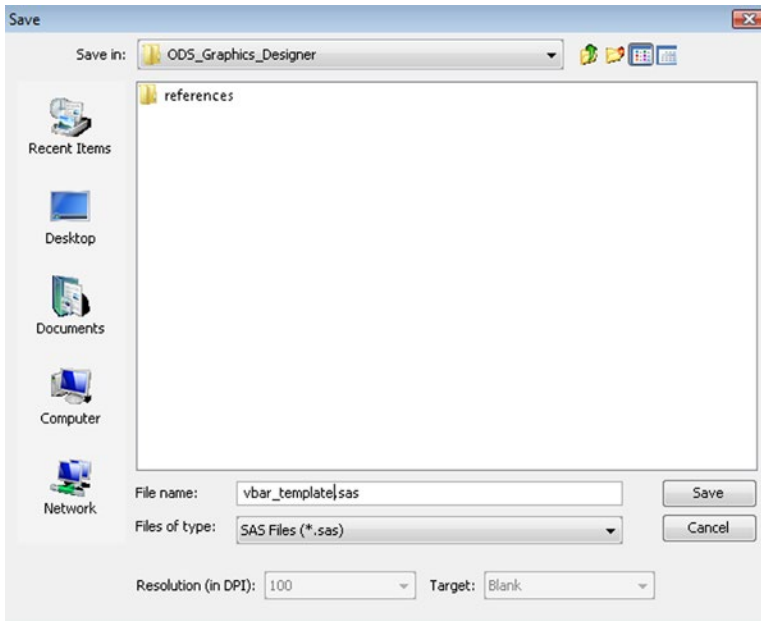 Save
Save in: ODS_Graphics_Designer
references
Recent Items
Desktop
Documents
Computer
Network
File name: vbar_template.sas Save
Files of type: SAS Files (*.sas) Cancel
Resolution (in DPI): 100 Target: Blank